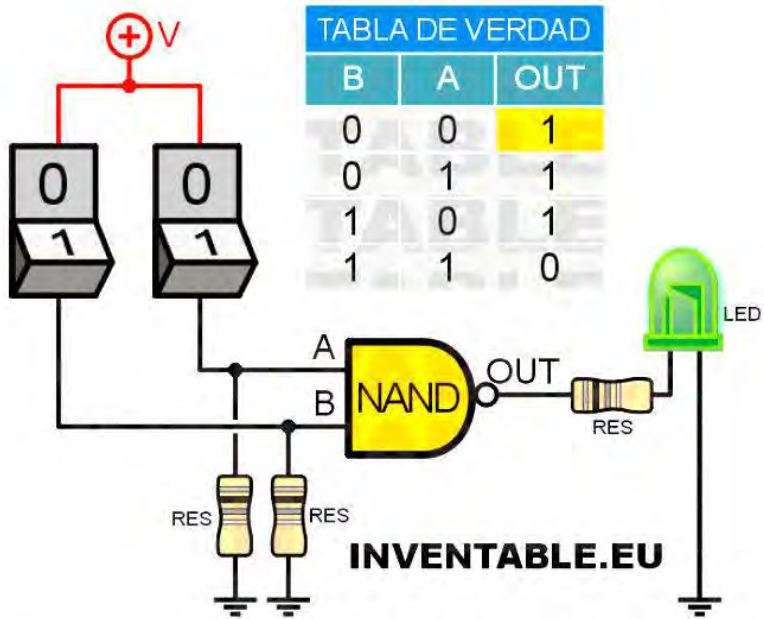 V
TABLA DE VERDAD
B A OUT
0 0 1
0 1 1
1 0 1
1 1 0
0 0
1 1
LED
A
B
NAND
OUT
RES
RES RES
INVENTABLE.EU